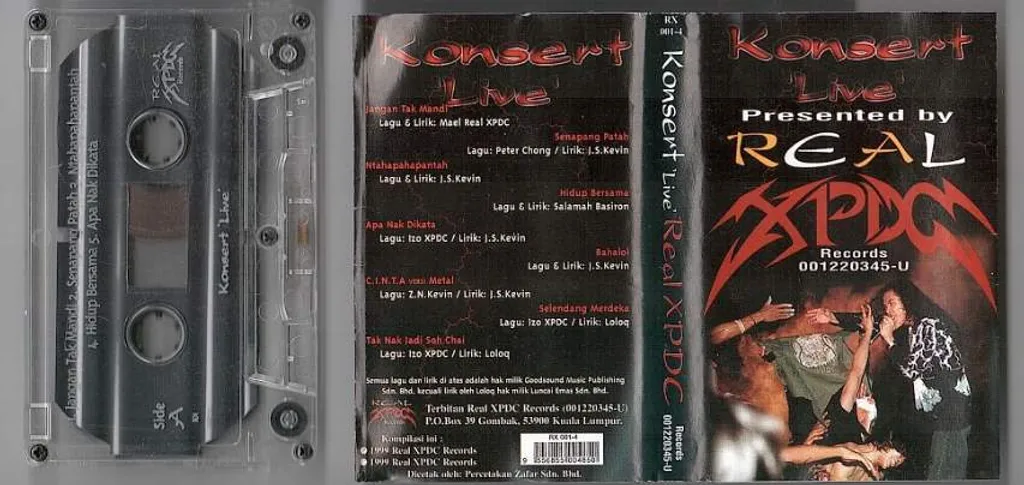 REAL
XPDC
Records
1. Jangan Tak Mandi 2. Senapang Patah 3. Ntahapahapantah
4. Hidup Bersama 5. Apa Nak Dikata
Konsert 'Live'
Side
A
RX
Konsert
'Live'
Jangan Tak Mandi
Lagu & Lirik: Mael Real XPDC
Senapang Patah
Lagu: Peter Chong / Lirik: J.S.Kevin
Ntahapahapantah
Lagu & Lirik: J.S.Kevin
Hidup Bersama
Lagu & Lirik: Salamah Basiron
Apa Nak Dikata
Lagu: Izo XPDC / Lirik: J.S.Kevin
Bahalol
Lagu & Lirik: J.S.Kevin
C.I.N.T.A versi Metal
Lagu: Z.N.Kevin / Lirik: J.S.Kevin
Selendang Merdeka
Lagu: Izo XPDC / Lirik: Loloq
Tak Nak Jadi Soh Chai
Lagu: Izo XPDC / Lirik: Loloq
Semua lagu dan lirik di atas adalah hak milik Goodsound Music Publishing
Sdn. Bhd. kecuali lirik oleh Loloq hak milik Luncai Emas Sdn. Bhd.
REAL
XPDC
Terbitan Real XPDC Records (001220345-U)
P.O.Box 39 Gombak, 53900 Kuala Lumpur.
Kompilasi ini :
1999 Real XPDC Records
1999 Real XPDC Records
Dicetak oleh: Percetakan Zafar Sdn. Bhd.
RX 001-4
9 556855 004850
RX
001-4
Konsert 'Live' Real XPDC
Records
001220345-U
Konsert
'Live'
Presented by
REAL
XPDC
Records
001220345-U